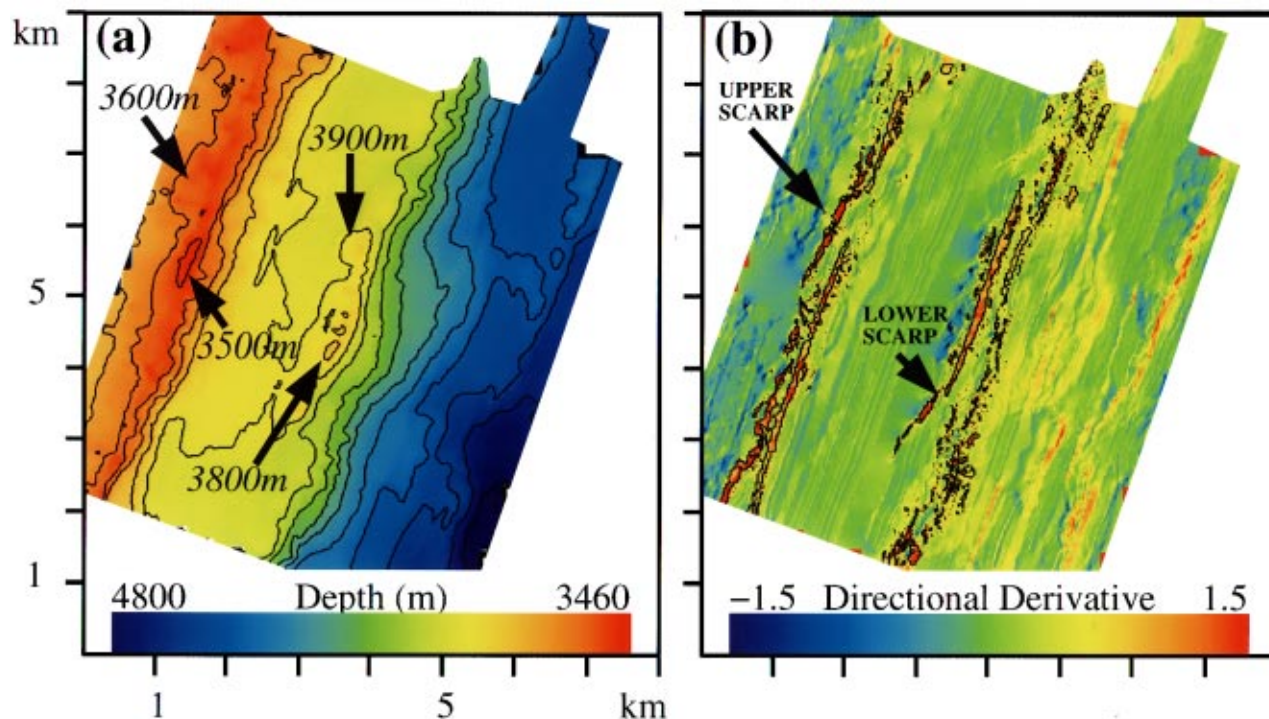 km
(a)
3600m
3900m
5
3500m
3800m
1
4800 Depth (m) 3460
1 5 km
(b)
UPPER
SCARP
LOWER
SCARP
−1.5 Directional Derivative 1.5